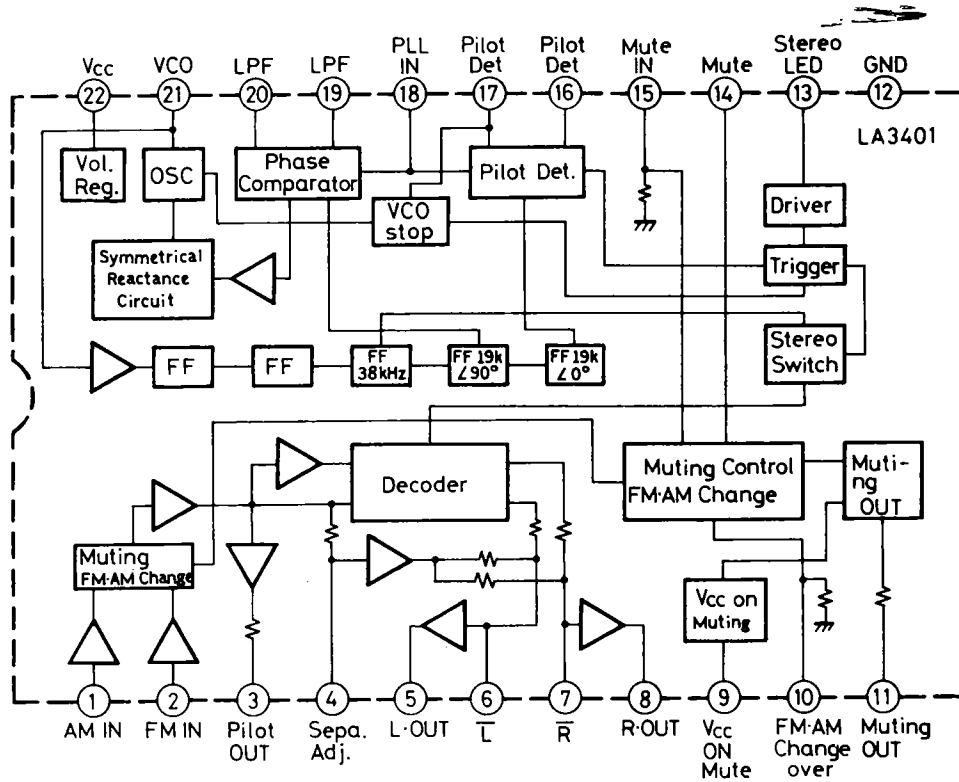 Vcc
VCO
LPF
LPF
PLL
IN
Pilot
Det
Pilot
Det
Mute
IN
Mute
Stereo
LED
GND
22
21
20
19
18
17
16
15
14
13
12
LA3401
Vol.
Reg.
OSC
Phase
Comparator
Pilot Det.
VCO
stop
Driver
Trigger
Symmetrical
Reactance
Circuit
Stereo
Switch
FF
FF
FF
38kHz
FF 19k
∠90°
FF 19k
∠0°
Decoder
Muting Control
FM·AM Change
Muti-
ng
OUT
Muting
FM·AM Change
Vcc on
Muting
1
2
3
4
5
6
7
8
9
10
11
AM IN
FM IN
Pilot
OUT
Sepa.
Adj.
L·OUT
L̅
R̅
R·OUT
Vcc
ON
Mute
FM·AM
Change
over
Muting
OUT